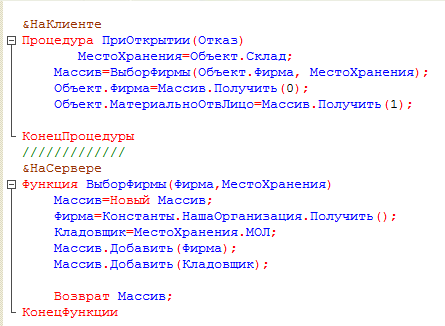 &НаКлиенте
Процедура ПриОткрытии(Отказ)
МестоХранения=Объект.Склад;
Массив=ВыборФирмы(Объект.Фирма, МестоХранения);
Объект.Фирма=Массив.Получить(0);
Объект.МатериальноОтвЛицо=Массив.Получить(1);
КонецПроцедуры
/////////////
&НаСервере
Функция ВыборФирмы(Фирма,МестоХранения)
Массив=Новый Массив;
Фирма=Константы.НашаОрганизация.Получить();
Кладовщик=МестоХранения.МОЛ;
Массив.Добавить(Фирма);
Массив.Добавить(Кладовщик);
Возврат Массив;
КонецФункции